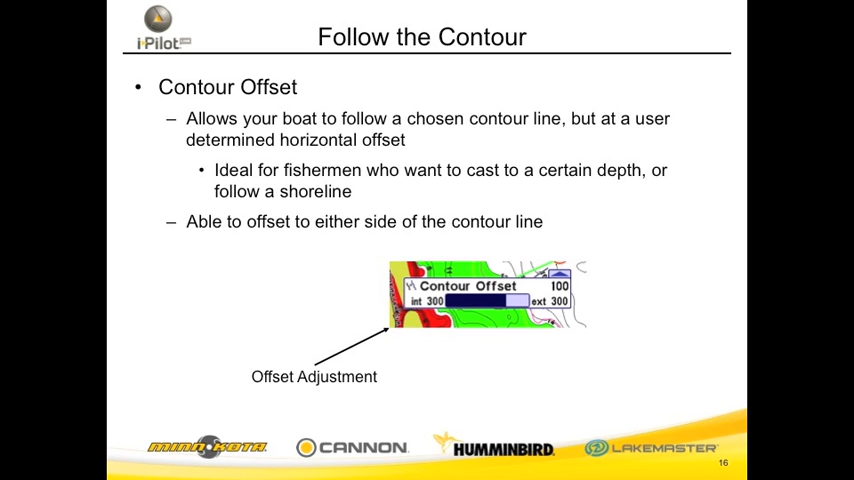 i-Pilot
Follow the Contour
• Contour Offset
– Allows your boat to follow a chosen contour line, but at a user
determined horizontal offset
• Ideal for fishermen who want to cast to a certain depth, or
follow a shoreline
– Able to offset to either side of the contour line
Contour Offset 100
int 300 ext 300
Offset Adjustment
MINN KOTA CANNON HUMMINBIRD LAKEMASTER
16